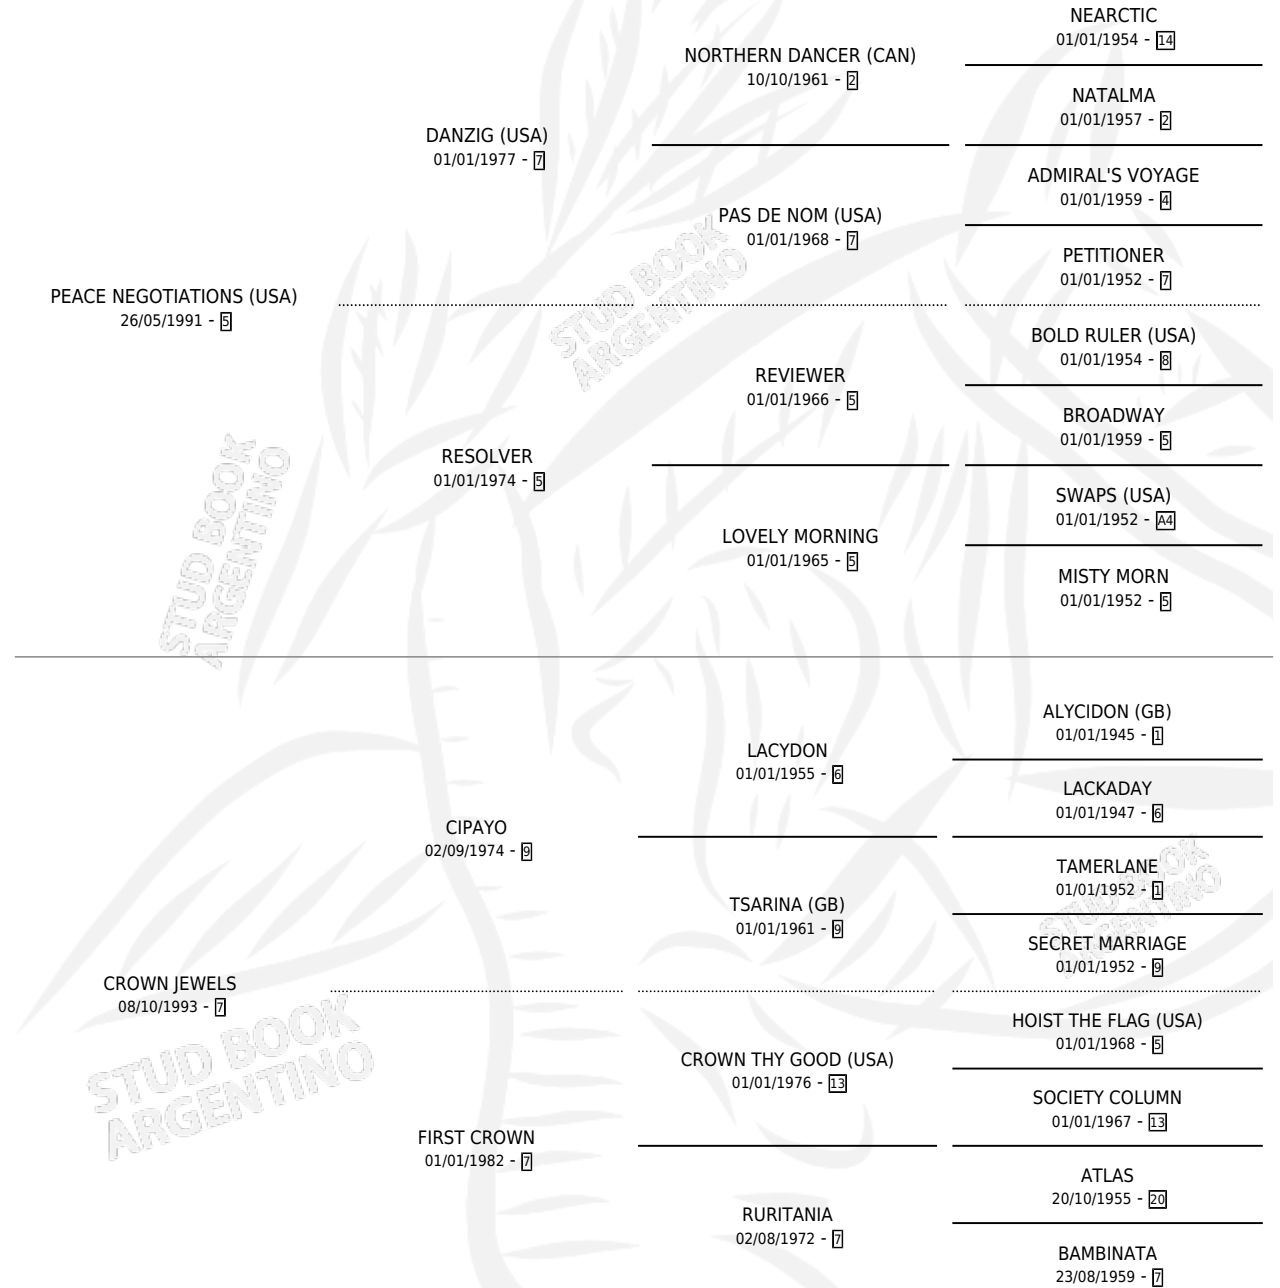 NEARCTIC
01/01/1954 - 14
NORTHERN DANCER (CAN)
10/10/1961 - 2
NATALMA
01/01/1957 - 2
DANZIG (USA)
01/01/1977 - 7
ADMIRAL'S VOYAGE
01/01/1959 - 4
PAS DE NOM (USA)
01/01/1968 - 7
PETITIONER
01/01/1952 - 7
PEACE NEGOTIATIONS (USA)
26/05/1991 - 5
STUD BOOK
ARGENTINO
BOLD RULER (USA)
01/01/1954 - 8
REVIEWER
01/01/1966 - 5
BROADWAY
01/01/1959 - 5
RESOLVER
01/01/1974 - 5
SWAPS (USA)
01/01/1952 - A4
LOVELY MORNING
01/01/1965 - 5
MISTY MORN
01/01/1952 - 5
STUD BOOK
ARGENTINO
ALYCIDON (GB)
01/01/1945 - 1
LACYDON
01/01/1955 - 6
LACKADAY
01/01/1947 - 6
CIPAYO
02/09/1974 - 9
TAMERLANE
01/01/1952 - 1
TSARINA (GB)
01/01/1961 - 9
STUD BOOK
ARGENTINO
SECRET MARRIAGE
01/01/1952 - 9
CROWN JEWELS
08/10/1993 - 7
HOIST THE FLAG (USA)
01/01/1968 - 5
CROWN THY GOOD (USA)
01/01/1976 - 13
SOCIETY COLUMN
01/01/1967 - 13
STUD BOOK
ARGENTINO
FIRST CROWN
01/01/1982 - 7
ATLAS
20/10/1955 - 20
RURITANIA
02/08/1972 - 7
BAMBINATA
23/08/1959 - 7